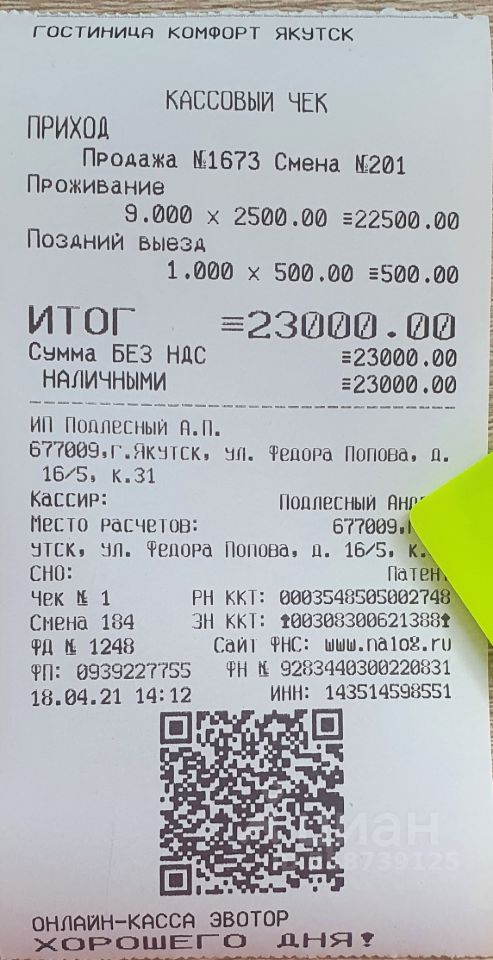 ГОСТИНИЦА КОМФОРТ ЯКУТСК
КАССОВЫЙ ЧЕК
ПРИХОД
Продажа №1673 Смена №201
Проживание
9.000 x 2500.00 =22500.00
Поздний выезд
1.000 x 500.00 =500.00
ИТОГ =23000.00
Сумма БЕЗ НДС =23000.00
НАЛИЧНЫМИ =23000.00
ИП Подлесный А.П.
677009,г.Якутск, ул. Федора Попова, д.
16/5, к.31
Кассир: Подлесный
Место расчетов: 677009,
утск, ул. Федора Попова, д. 16/5,
СНО: Патен
Чек № 1 РН ККТ: 0003548505002748
Смена 184 ЗН ККТ: 00308300621388
ФД № 1248 Сайт ФНС: www.nalog.ru
ФП: 0939227755 ФН № 9283440300220831
18.04.21 14:12 ИНН: 143514598551
ОНЛАЙН-КАССА ЭВОТОР
ХОРОШЕГО ДНЯ!